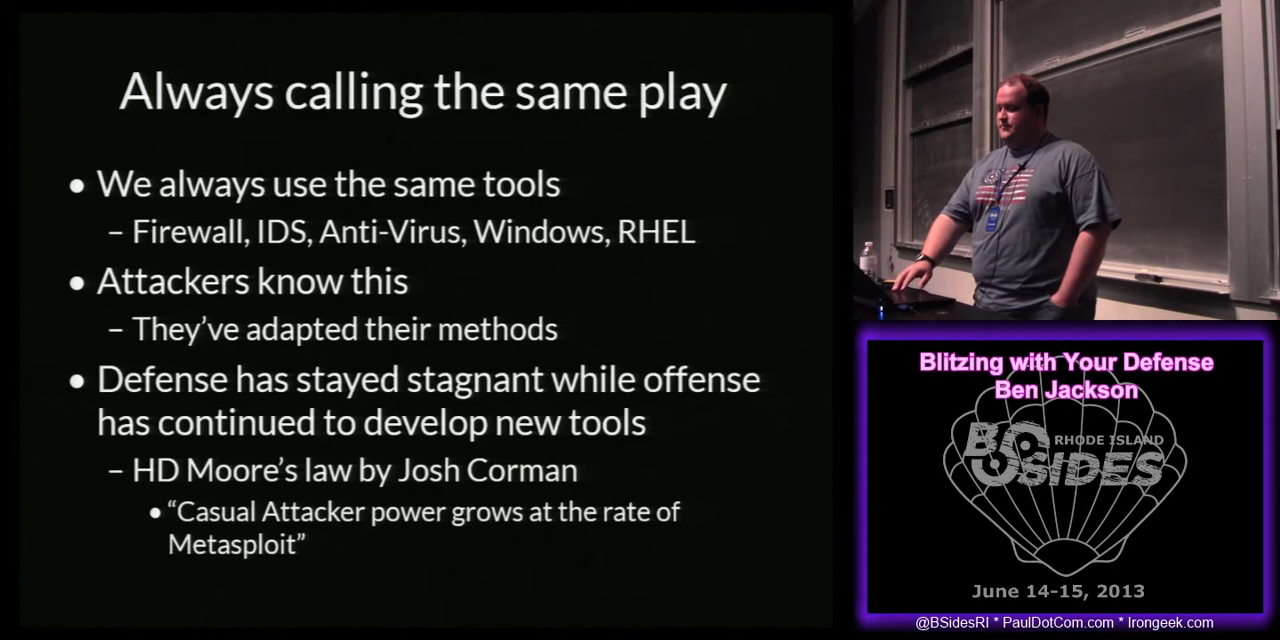 Always calling the same play
• We always use the same tools
– Firewall, IDS, Anti-Virus, Windows, RHEL
• Attackers know this
– They’ve adapted their methods
• Defense has stayed stagnant while offense
has continued to develop new tools
– HD Moore’s law by Josh Corman
• “Casual Attacker power grows at the rate of
Metasploit”
Blitzing with Your Defense
Ben Jackson
BSIDES
RHODE ISLAND
June 14-15, 2013
@BSidesRI * PaulDotCom.com * Irongeek.com